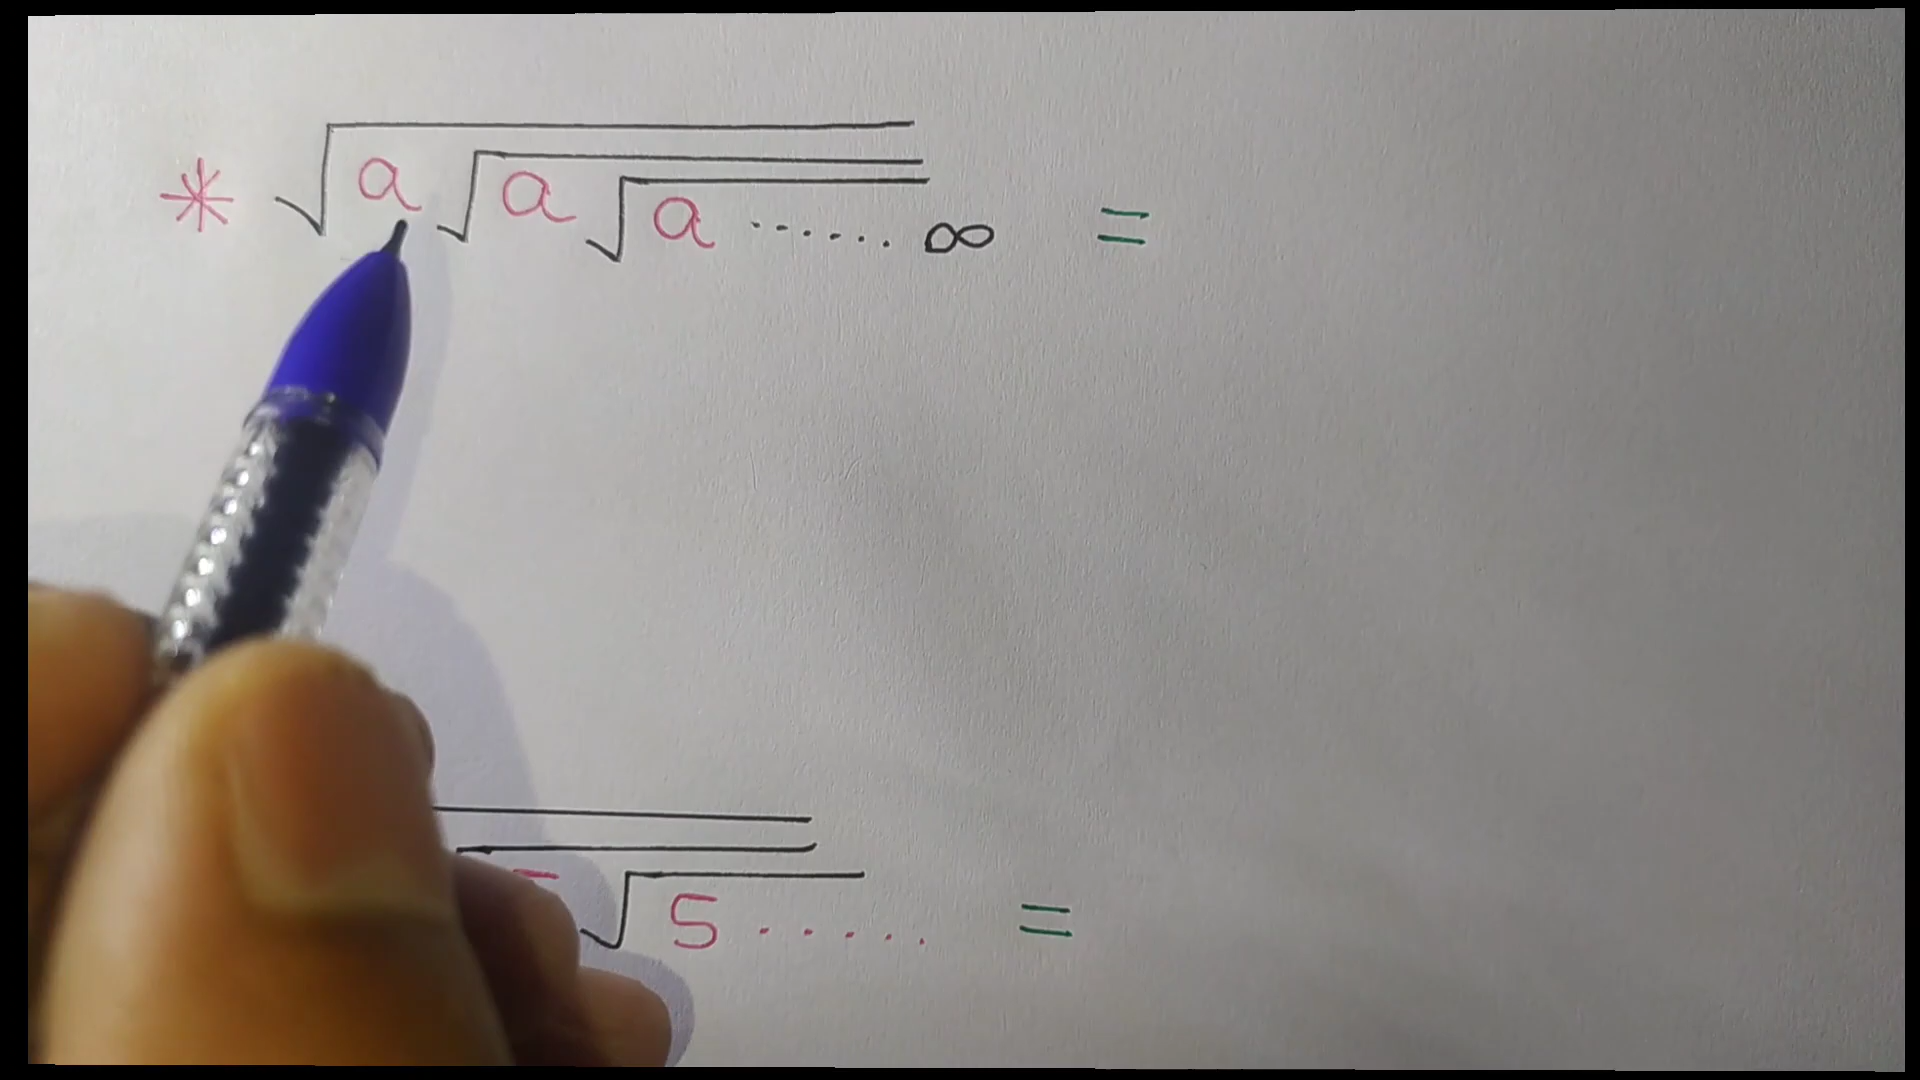 * √a√a√a ...... ∞ =
√5 ..... =